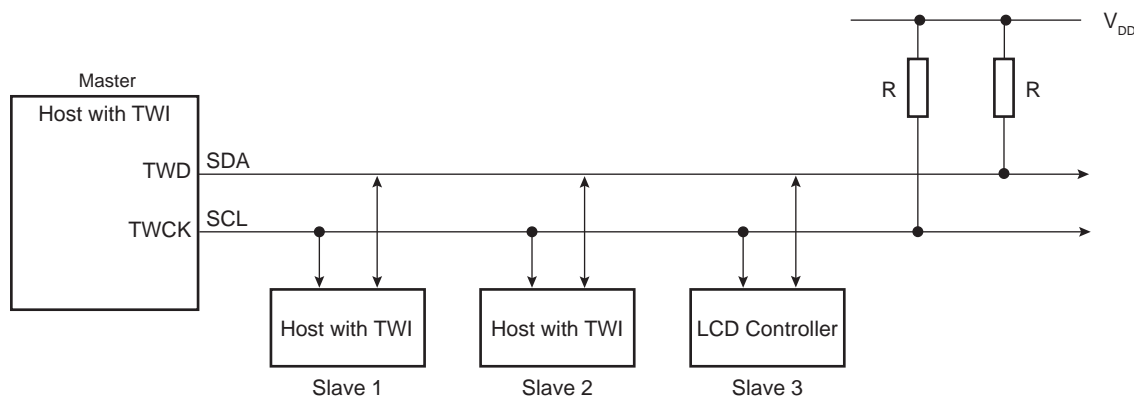 V_DD
Master
Host with TWI
R
R
TWD
SDA
TWCK
SCL
Host with TWI
Host with TWI
LCD Controller
Slave 1
Slave 2
Slave 3